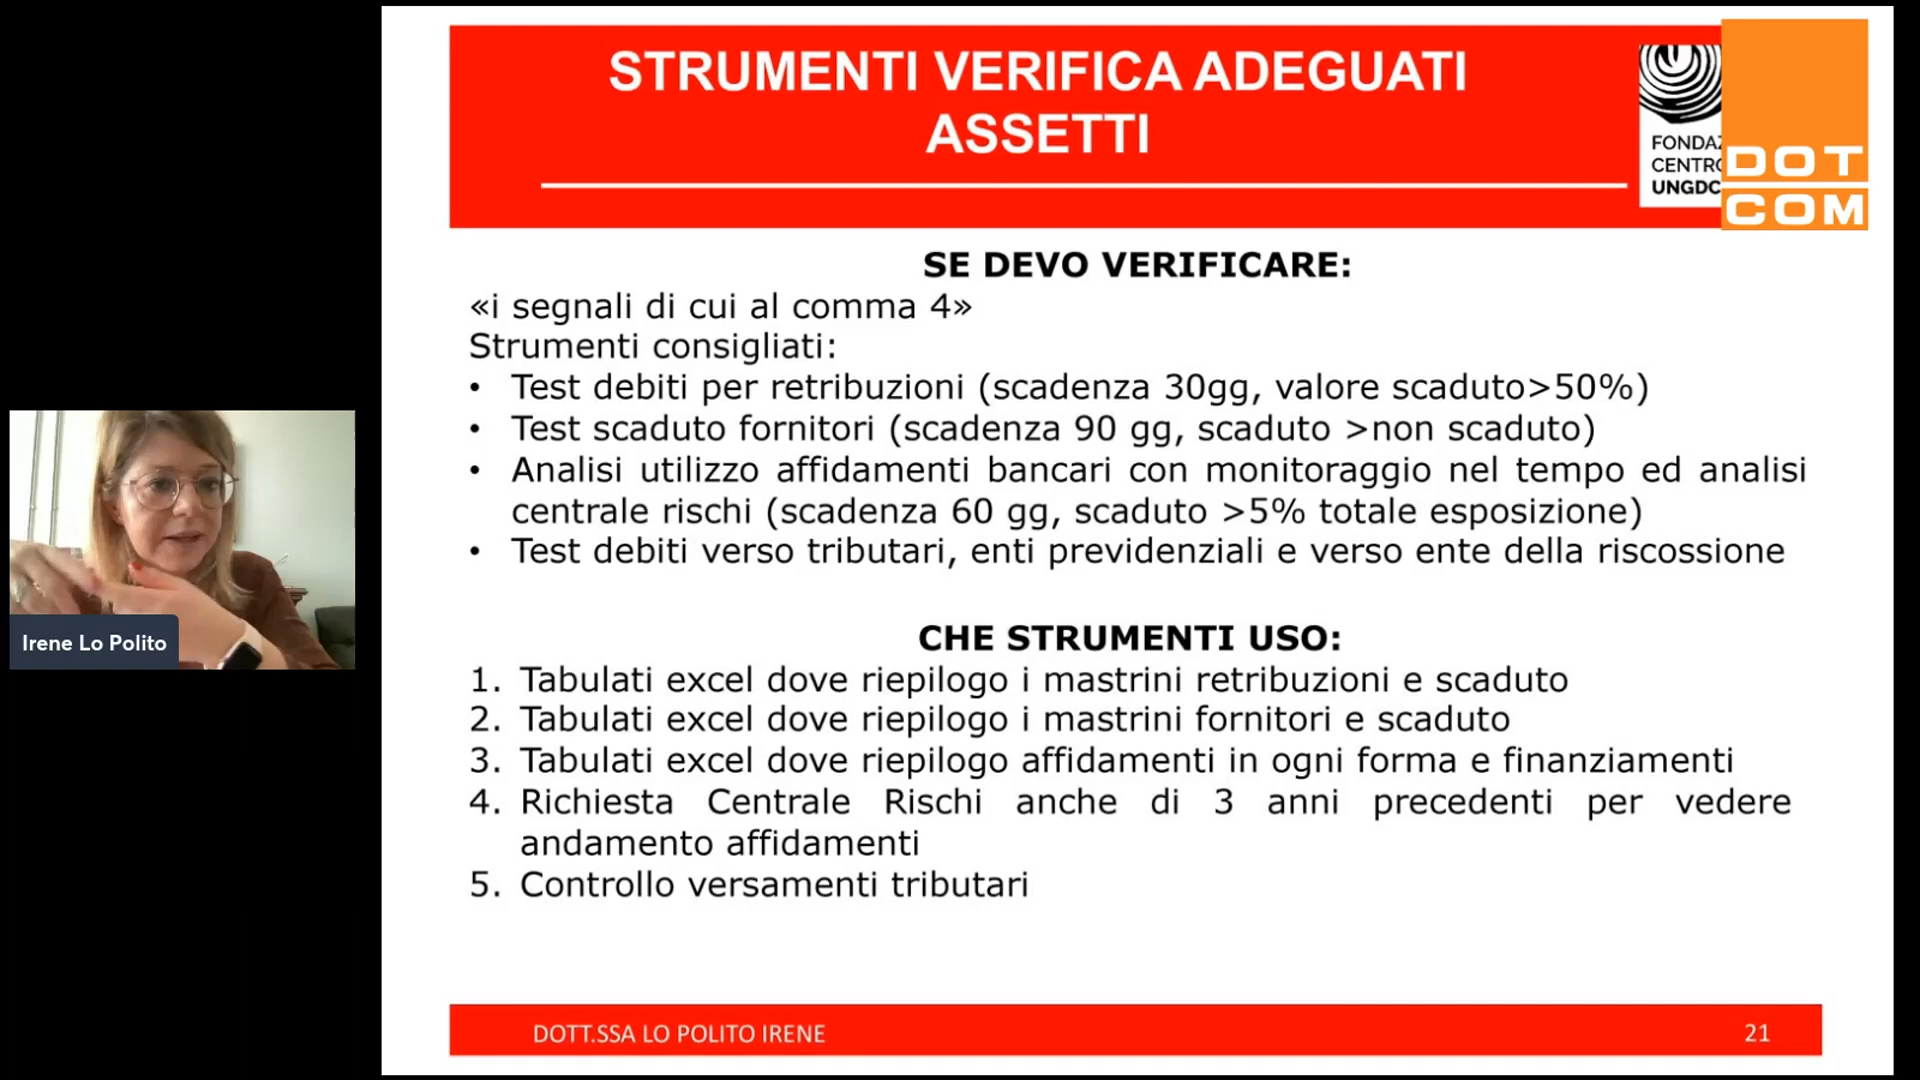 STRUMENTI VERIFICA ADEGUATI
ASSETTI
FONDAZ
CENTRO
UNGDC
DOT
COM
SE DEVO VERIFICARE:
«i segnali di cui al comma 4»
Strumenti consigliati:
• Test debiti per retribuzioni (scadenza 30gg, valore scaduto>50%)
• Test scaduto fornitori (scadenza 90 gg, scaduto >non scaduto)
• Analisi utilizzo affidamenti bancari con monitoraggio nel tempo ed analisi
centrale rischi (scadenza 60 gg, scaduto >5% totale esposizione)
• Test debiti verso tributari, enti previdenziali e verso ente della riscossione
CHE STRUMENTI USO:
1. Tabulati excel dove riepilogo i mastrini retribuzioni e scaduto
2. Tabulati excel dove riepilogo i mastrini fornitori e scaduto
3. Tabulati excel dove riepilogo affidamenti in ogni forma e finanziamenti
4. Richiesta Centrale Rischi anche di 3 anni precedenti per vedere
andamento affidamenti
5. Controllo versamenti tributari
Irene Lo Polito
DOTT.SSA LO POLITO IRENE
21